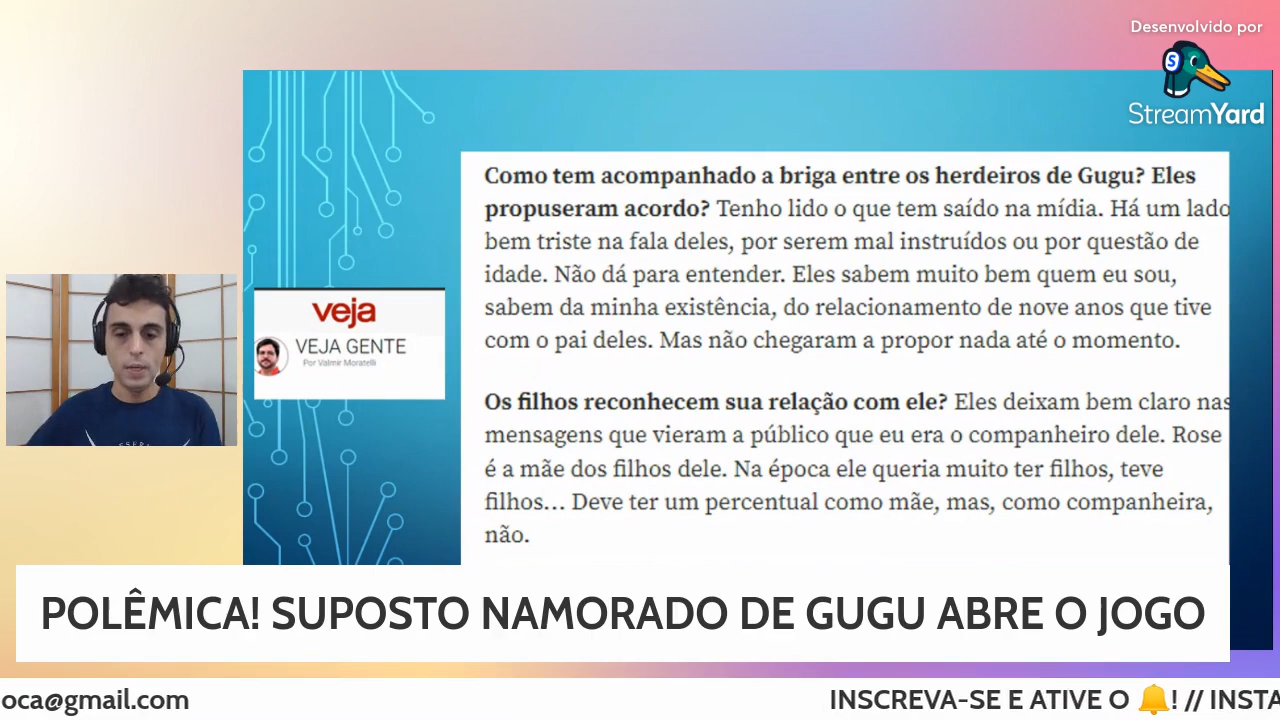 Desenvolvido por
StreamYard
Como tem acompanhado a briga entre os herdeiros de Gugu? Eles
propuseram acordo? Tenho lido o que tem saído na mídia. Há um lado
bem triste na fala deles, por serem mal instruídos ou por questão de
idade. Não dá para entender. Eles sabem muito bem quem eu sou,
sabem da minha existência, do relacionamento de nove anos que tive
com o pai deles. Mas não chegaram a propor nada até o momento.
veja
VEJA GENTE
Por Valmir Moratelli
Os filhos reconhecem sua relação com ele? Eles deixam bem claro nas
mensagens que vieram a público que eu era o companheiro dele. Rose
é a mãe dos filhos dele. Na época ele queria muito ter filhos, teve
filhos... Deve ter um percentual como mãe, mas, como companheira,
não.
POLÊMICA! SUPOSTO NAMORADO DE GUGU ABRE O JOGO
oca@gmail.com INSCREVA-SE E ATIVE O 🔔! // INSTA